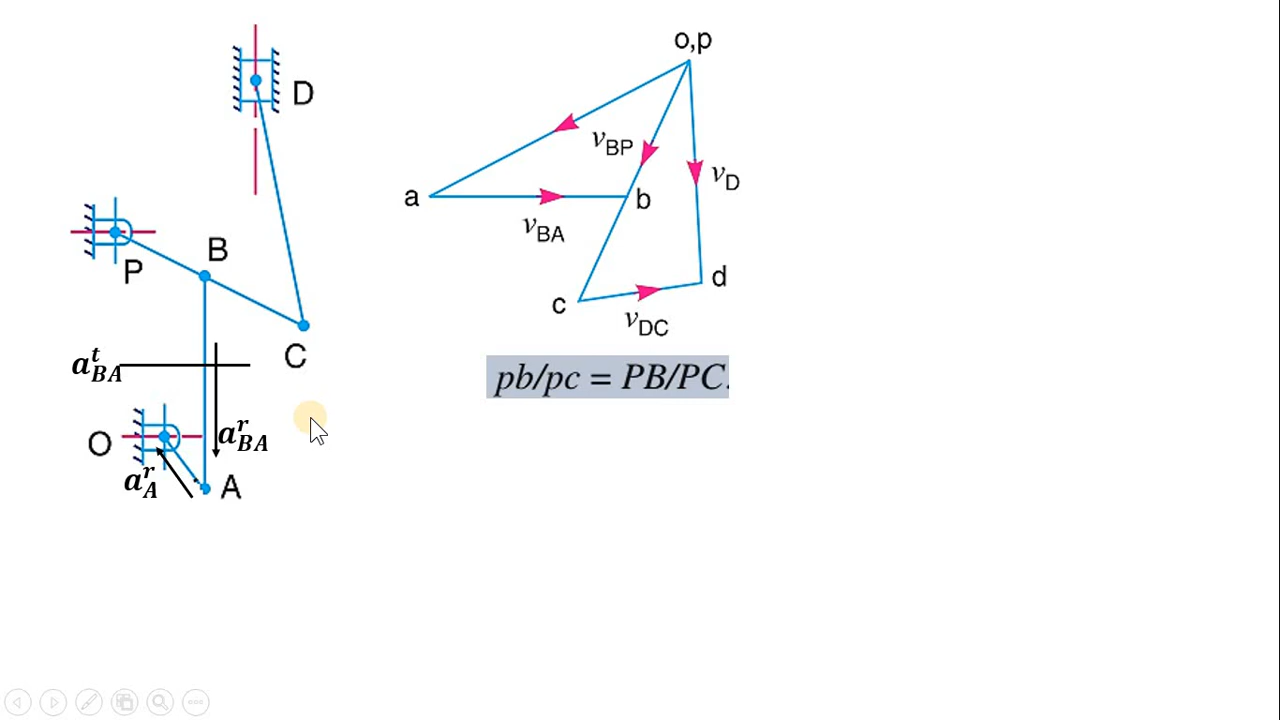 D
P
B
C
a^t_BA
O
a^r_BA
a^r_A
A
o,p
v_BP
v_D
a
b
v_BA
c
d
v_DC
pb/pc = PB/PC.